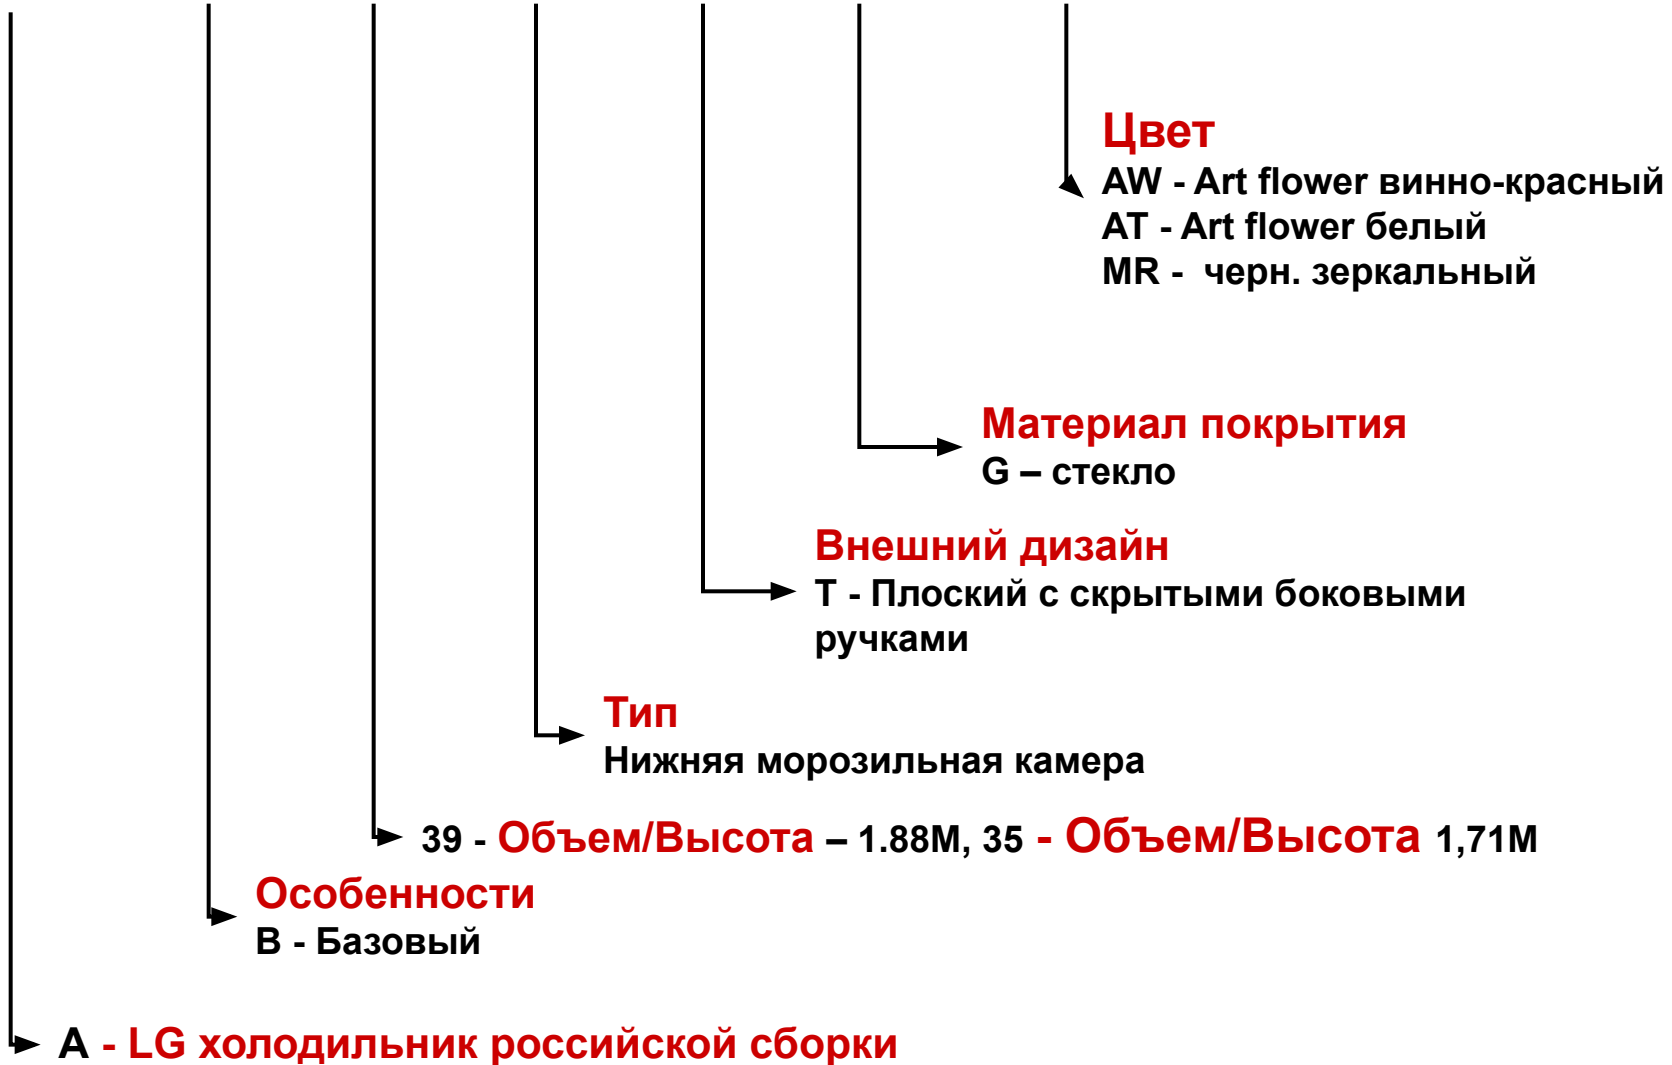 Цвет
AW - Art flower винно-красный
AT - Art flower белый
MR -  черн. зеркальный
Материал покрытия
G – стекло
Внешний дизайн
T - Плоский с скрытыми боковыми
ручками
Тип
Нижняя морозильная камера
39 - Объем/Высота – 1.88M, 35 - Объем/Высота 1,71M
Особенности
B - Базовый
A - LG холодильник российской сборки